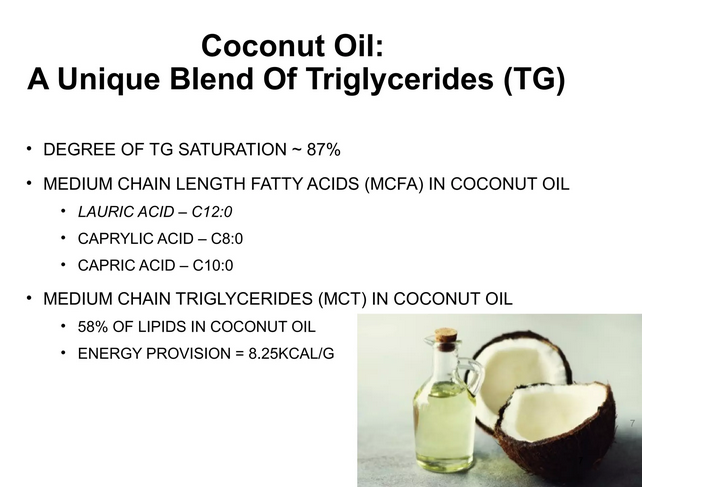 Coconut Oil:
A Unique Blend Of Triglycerides (TG)
• DEGREE OF TG SATURATION ~ 87%
• MEDIUM CHAIN LENGTH FATTY ACIDS (MCFA) IN COCONUT OIL
• LAURIC ACID – C12:0
• CAPRYLIC ACID – C8:0
• CAPRIC ACID – C10:0
• MEDIUM CHAIN TRIGLYCERIDES (MCT) IN COCONUT OIL
• 58% OF LIPIDS IN COCONUT OIL
• ENERGY PROVISION = 8.25KCAL/G
7